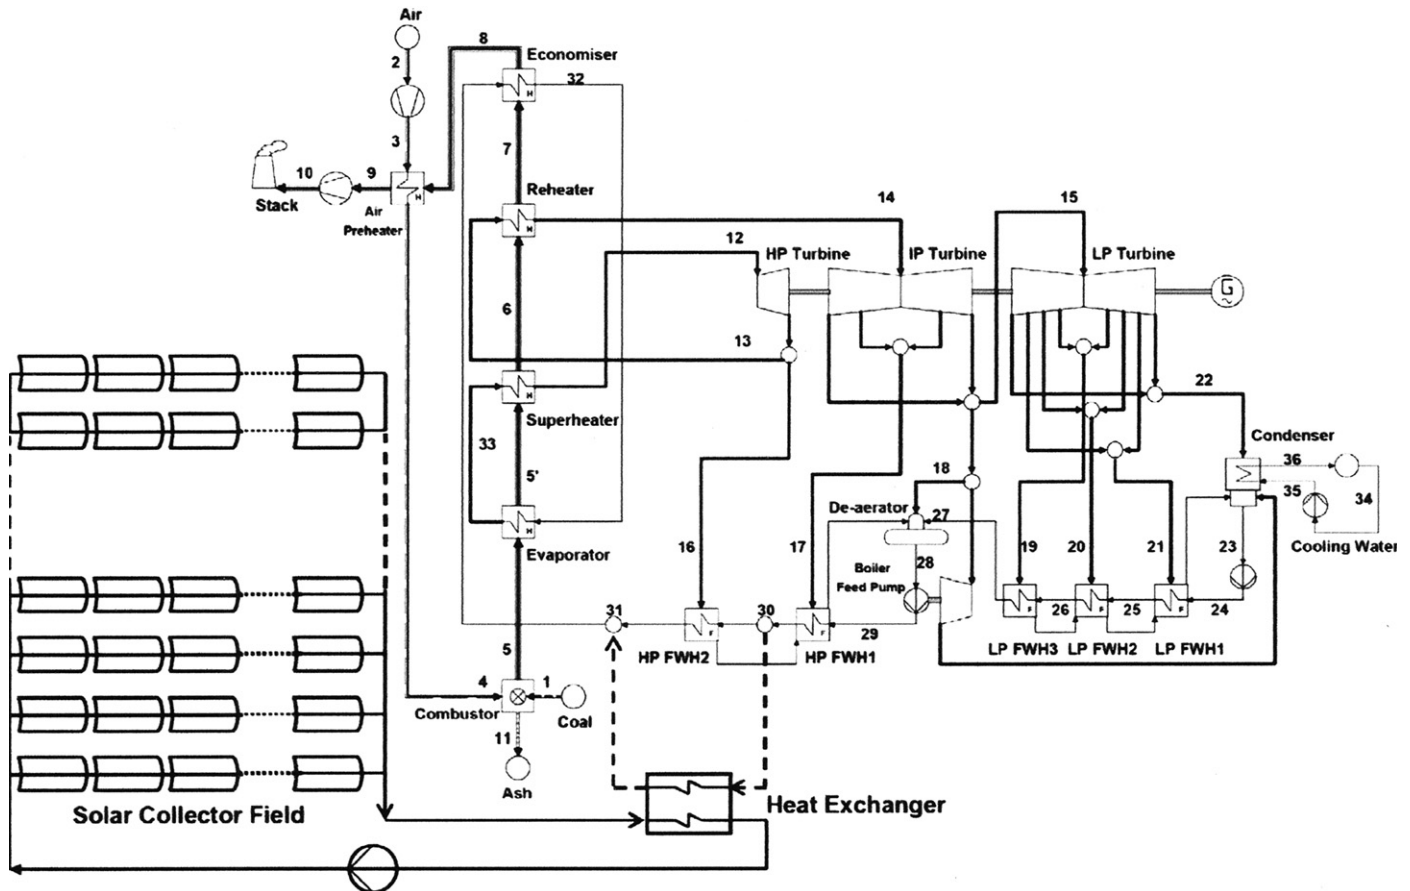 Air
2
8
Economiser
32
H
3
7
10
9
H
Stack
Air
Preheater
Reheater
H
14
15
12
HP Turbine
IP Turbine
LP Turbine
G
~
6
13
H
Superheater
22
33
5'
Condenser
36
35
34
Cooling Water
18
De-aerator
27
H
Evaporator
16
17
28
19
20
21
23
Boiler
Feed Pump
31
30
29
26
25
24
F
F
F
F
F
HP FWH2
HP FWH1
LP FWH3
LP FWH2
LP FWH1
5
4
1
Combustor
Coal
11
Ash
Solar Collector Field
Heat Exchanger